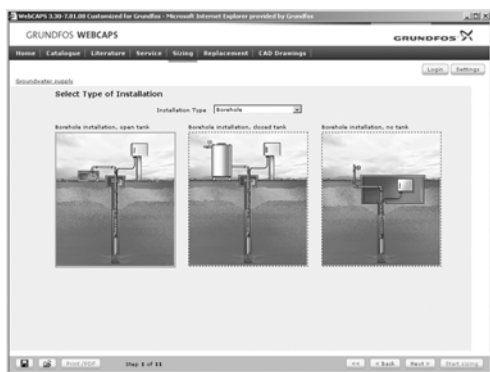 WebCAPS 3.30-7.01.08 Customized for Grundfos - Microsoft Internet Explorer provided by Grundfos
GRUNDFOS WEBCAPS
GRUNDFOS
Home Catalogue Literature Service Sizing Replacement CAD Drawings
Login Settings
Groundwater supply
Select Type of Installation
Installation Type Borehole
Borehole installation, open tank Borehole installation, closed tank Borehole installation, no tank
Print/PDF Step 1 of 11 << < Back Next > Start sizing